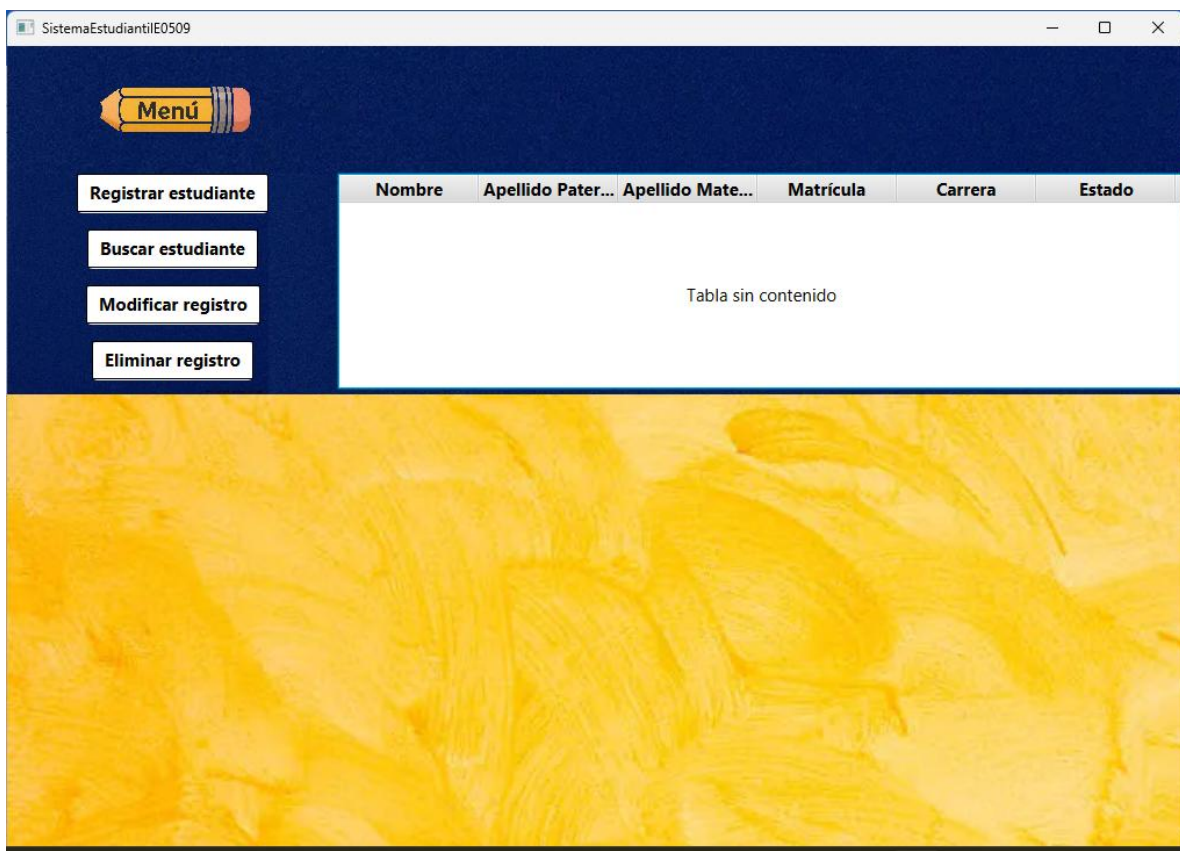 SistemaEstudiantilE0509
Menú
Registrar estudiante
Buscar estudiante
Modificar registro
Eliminar registro
Nombre Apellido Pater... Apellido Mate... Matrícula Carrera Estado
Tabla sin contenido